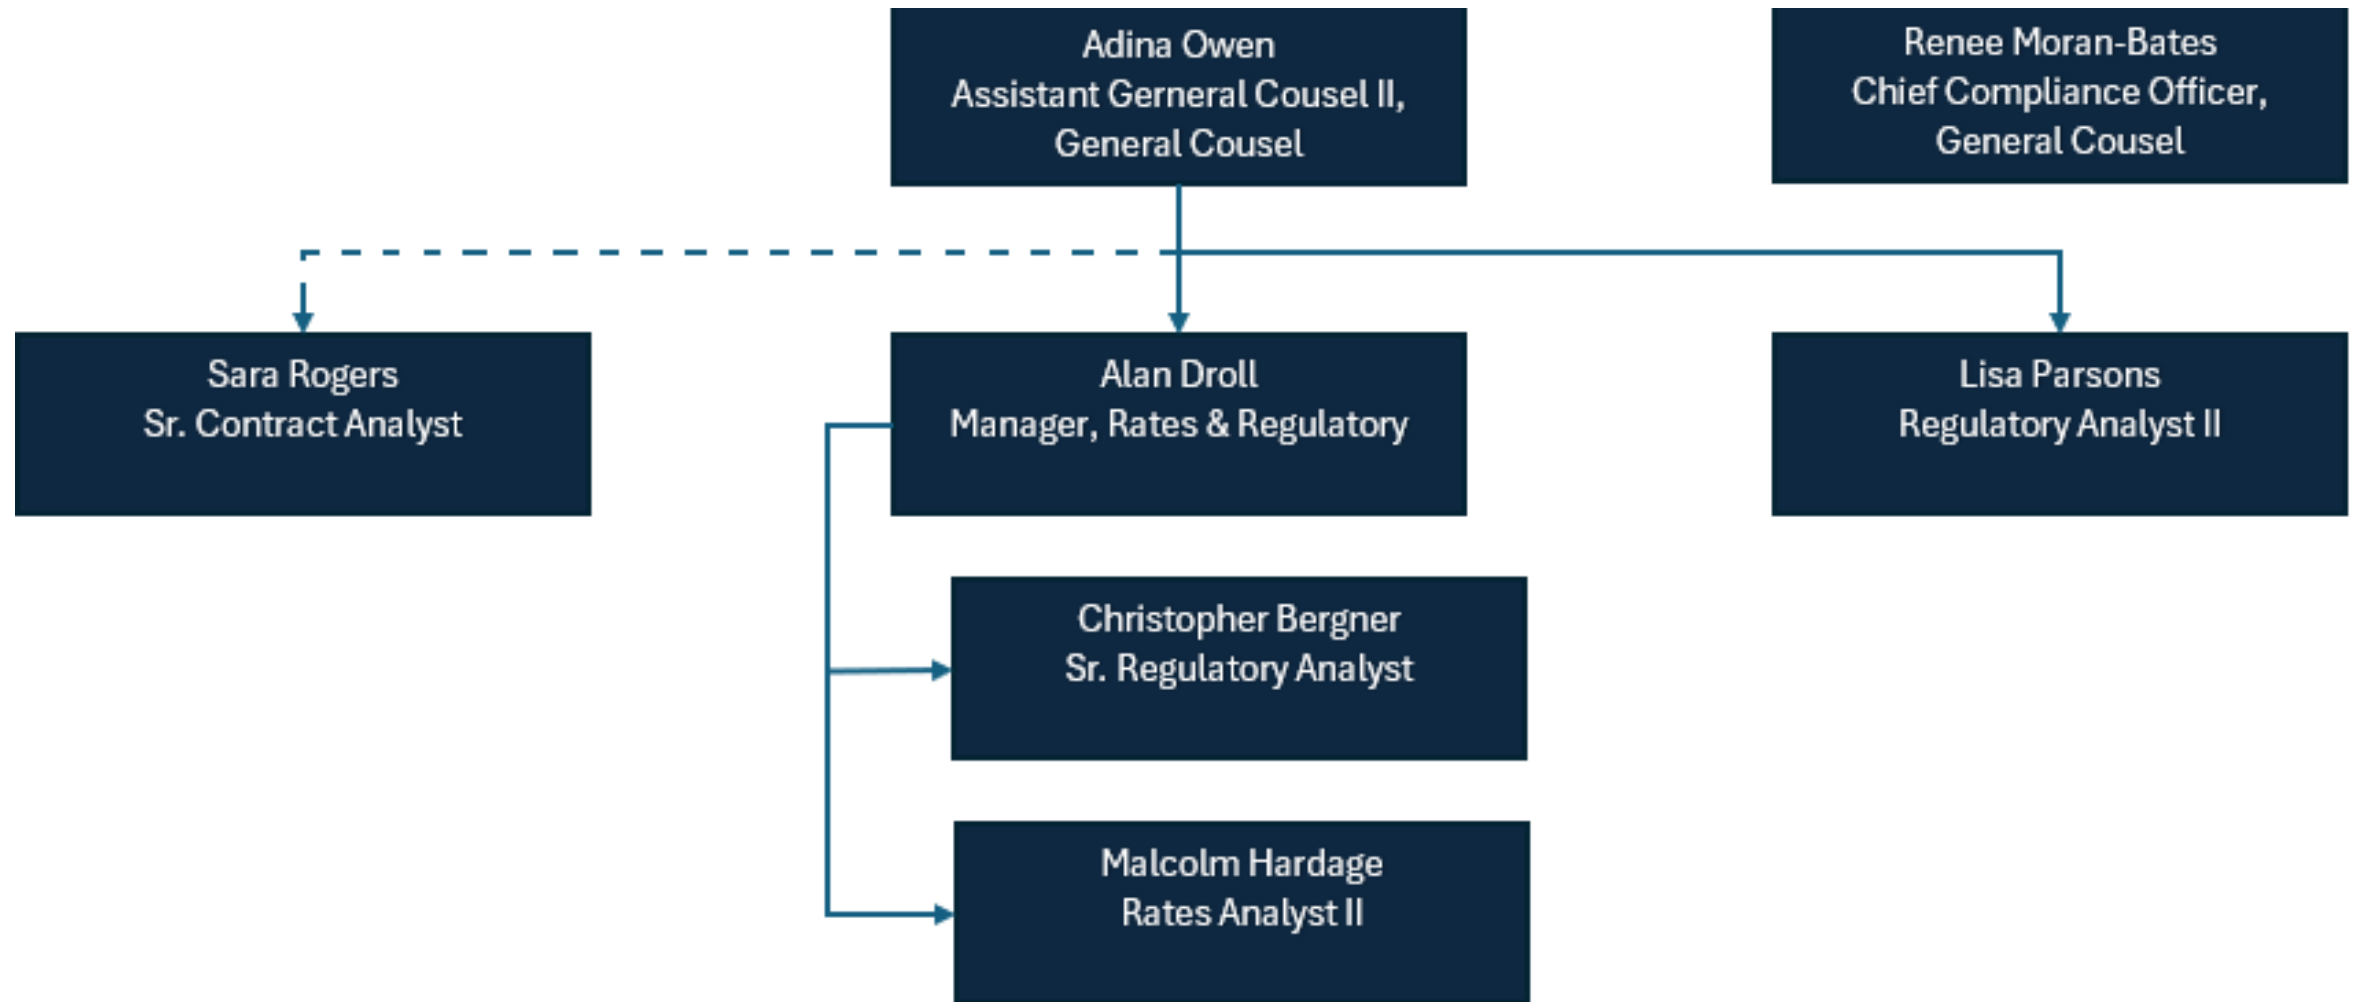 Adina Owen
Assistant Gerneral Cousel II,
General Cousel
Renee Moran-Bates
Chief Compliance Officer,
General Cousel
Sara Rogers
Sr. Contract Analyst
Alan Droll
Manager, Rates & Regulatory
Lisa Parsons
Regulatory Analyst II
Christopher Bergner
Sr. Regulatory Analyst
Malcolm Hardage
Rates Analyst II